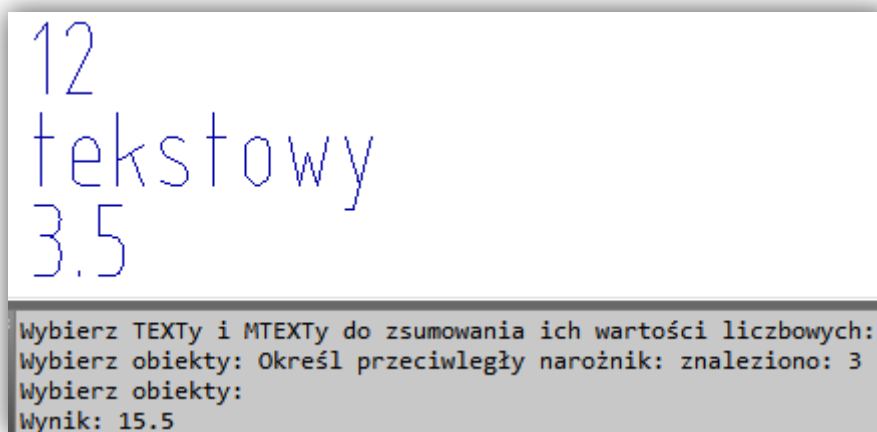 12
tekstowy
3.5
Wybierz TEXTy i MTEXTy do zsumowania ich wartości liczbowych:
Wybierz obiekty: Określ przeciwległy narożnik: znaleziono: 3
Wybierz obiekty:
Wynik: 15.5